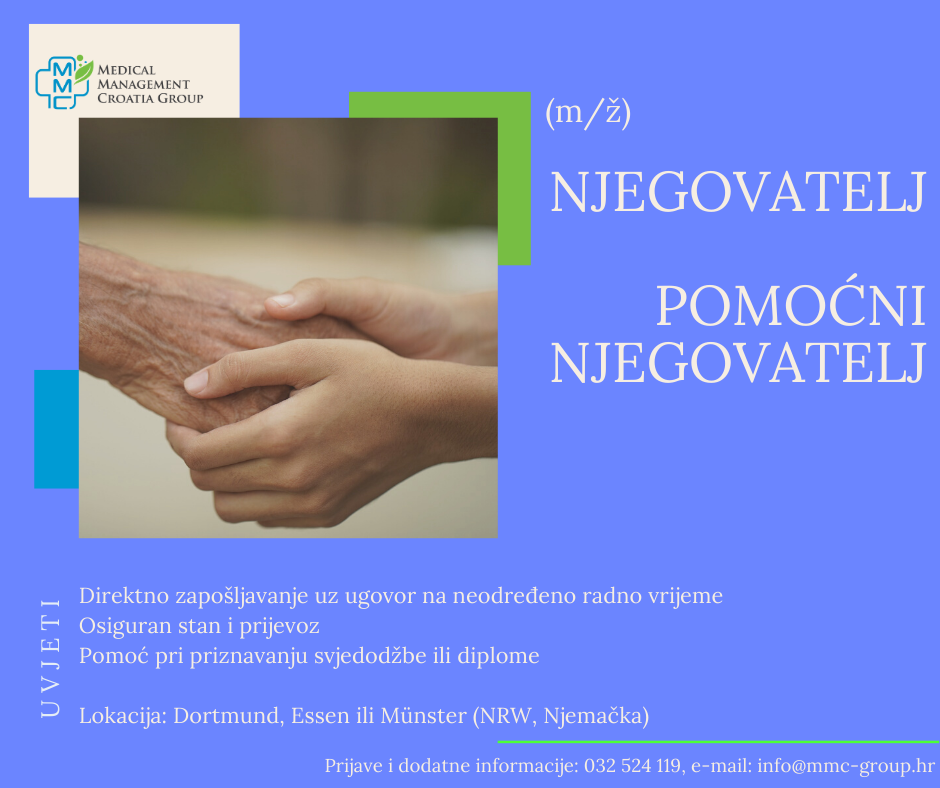 MMC
MEDICAL
MANAGEMENT
CROATIA GROUP
(m/ž)
NJEGOVATELJ
POMOĆNI
NJEGOVATELJ
UVJETI
Direktno zapošljavanje uz ugovor na neodređeno radno vrijeme
Osiguran stan i prijevoz
Pomoć pri priznavanju svjedodžbe ili diplome
Lokacija: Dortmund, Essen ili Münster (NRW, Njemačka)
Prijave i dodatne informacije: 032 524 119, e-mail: info@mmc-group.hr